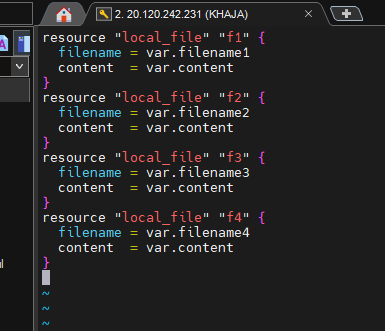 2. 20.120.242.231 (KHAJA)
resource "local_file" "f1" {
  filename = var.filename1
  content  = var.content
}
resource "local_file" "f2" {
  filename = var.filename2
  content  = var.content
}
resource "local_file" "f3" {
  filename = var.filename3
  content  = var.content
}
resource "local_file" "f4" {
  filename = var.filename4
  content  = var.content
}
~
~
~